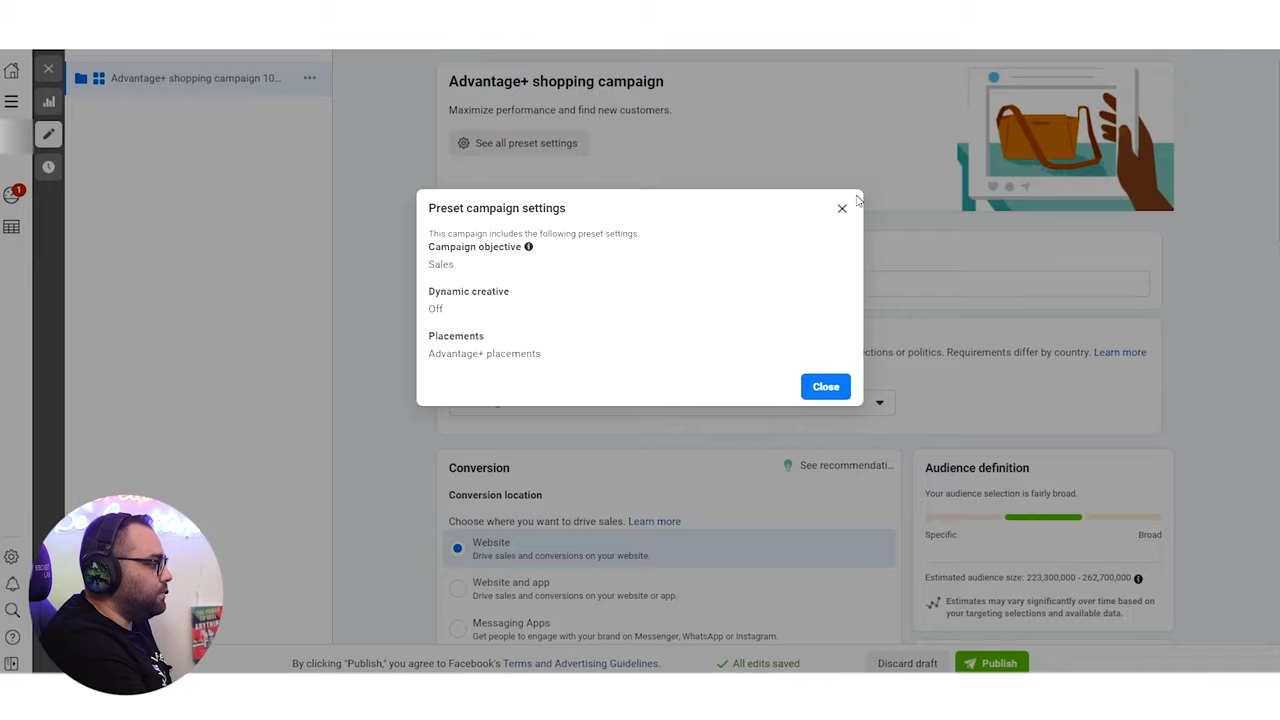 Advantage+ shopping campaign 10...
Advantage+ shopping campaign
Maximize performance and find new customers.
See all preset settings
1
Preset campaign settings
This campaign includes the following preset settings.
Campaign objective
Sales
Dynamic creative
Off
Placements
Advantage+ placements
Close
ctions or politics. Requirements differ by country. Learn more
Conversion
See recommendati...
Conversion location
Choose where you want to drive sales. Learn more
Website
Drive sales and conversions on your website.
Website and app
Drive sales and conversions on your website or app.
Messaging Apps
Get people to engage with your brand on Messenger, WhatsApp or Instagram.
Audience definition
Your audience selection is fairly broad.
Specific
Broad
Estimated audience size: 223,300,000 - 262,700,000
Estimates may vary significantly over time based on
your targeting selections and available data.
By clicking "Publish," you agree to Facebook's Terms and Advertising Guidelines.
All edits saved
Discard draft
Publish